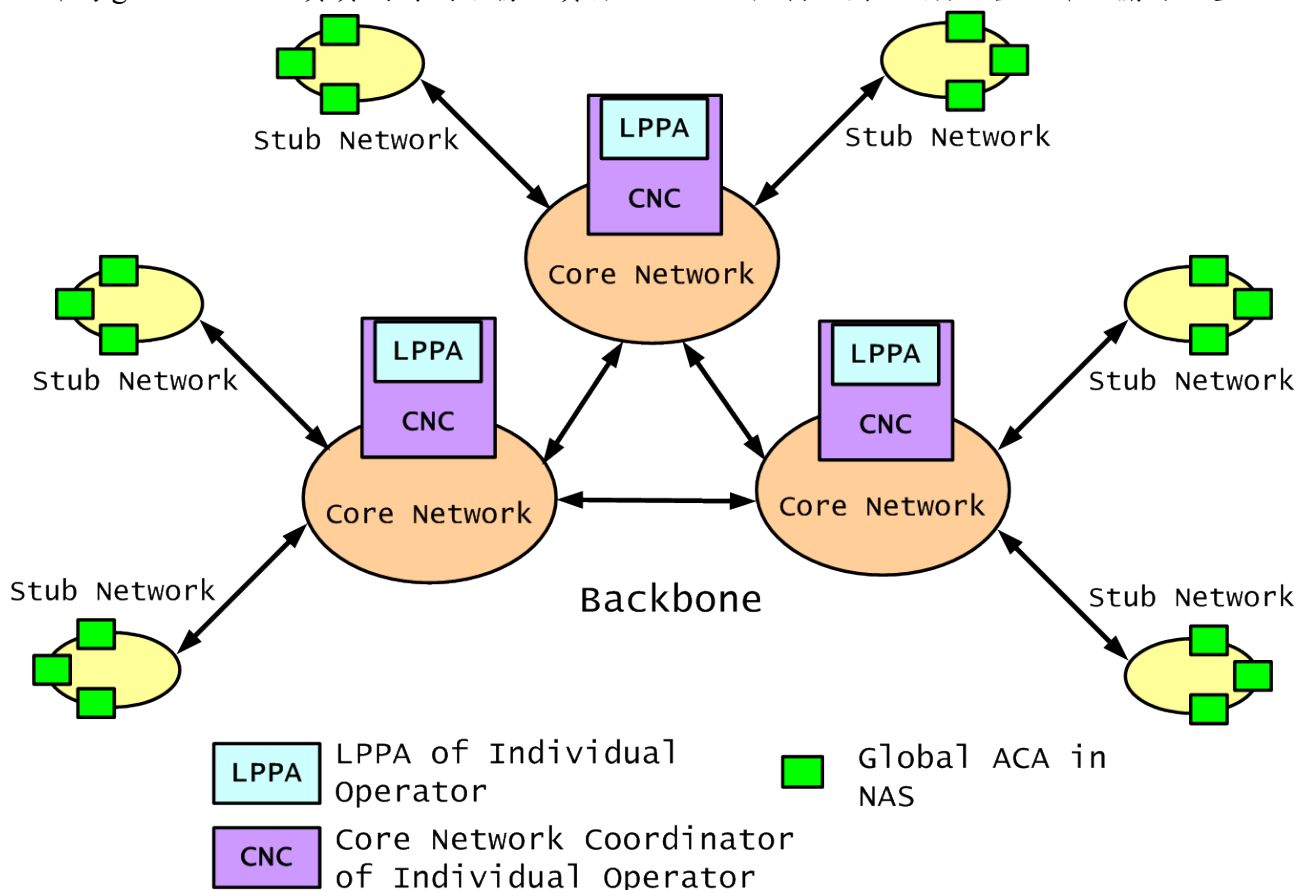 Stub Network
Stub Network
LPPA
CNC
Core Network
Stub Network
LPPA
CNC
Core Network
LPPA
CNC
Core Network
Stub Network
Stub Network
Stub Network
Backbone
LPPA
LPPA of Individual
Operator
Global ACA in
NAS
CNC
Core Network Coordinator
of Individual Operator